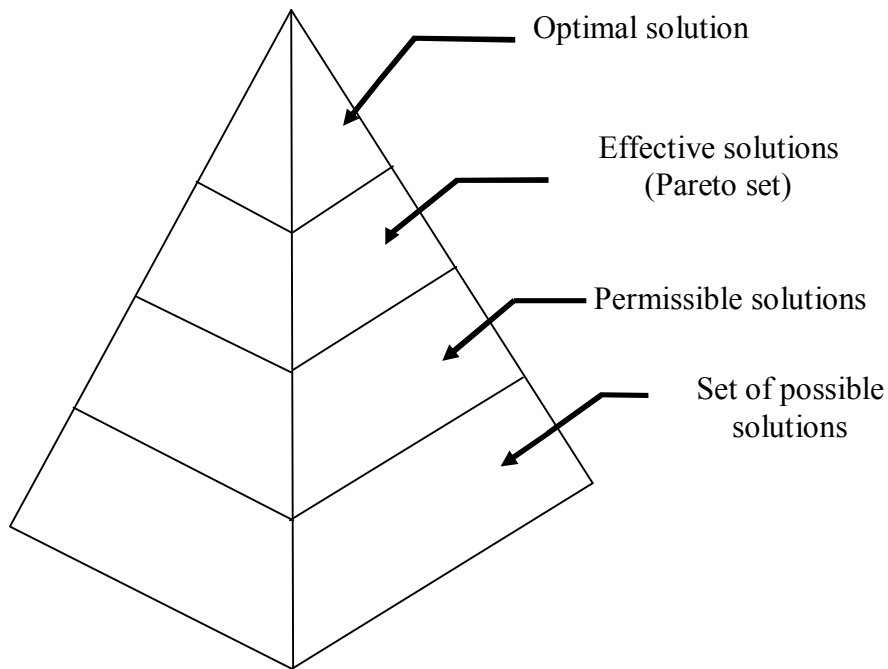 Optimal solution
Effective solutions
(Pareto set)
Permissible solutions
Set of possible
solutions